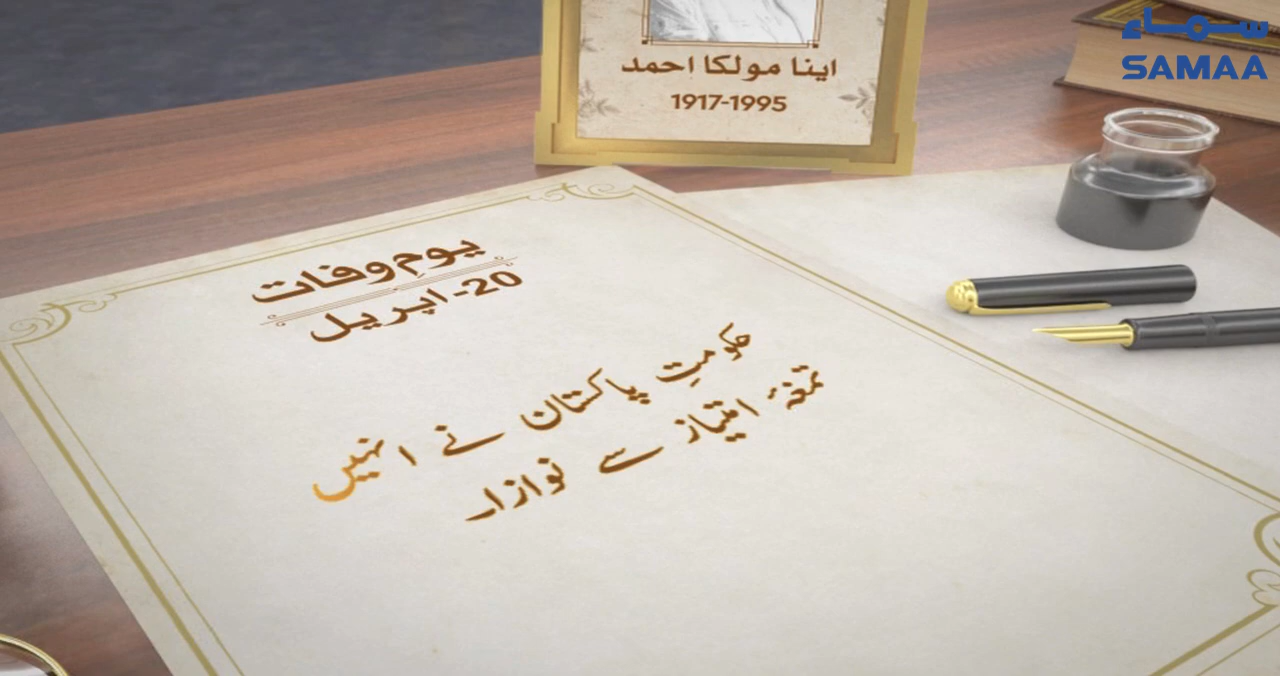 سماء
SAMAA
اینا مولکا احمد
1917-1995
یومِ وفات
20- اپریل
حکومتِ پاکستان نے انہیں
تمغۂ امتیاز سے نوازا۔